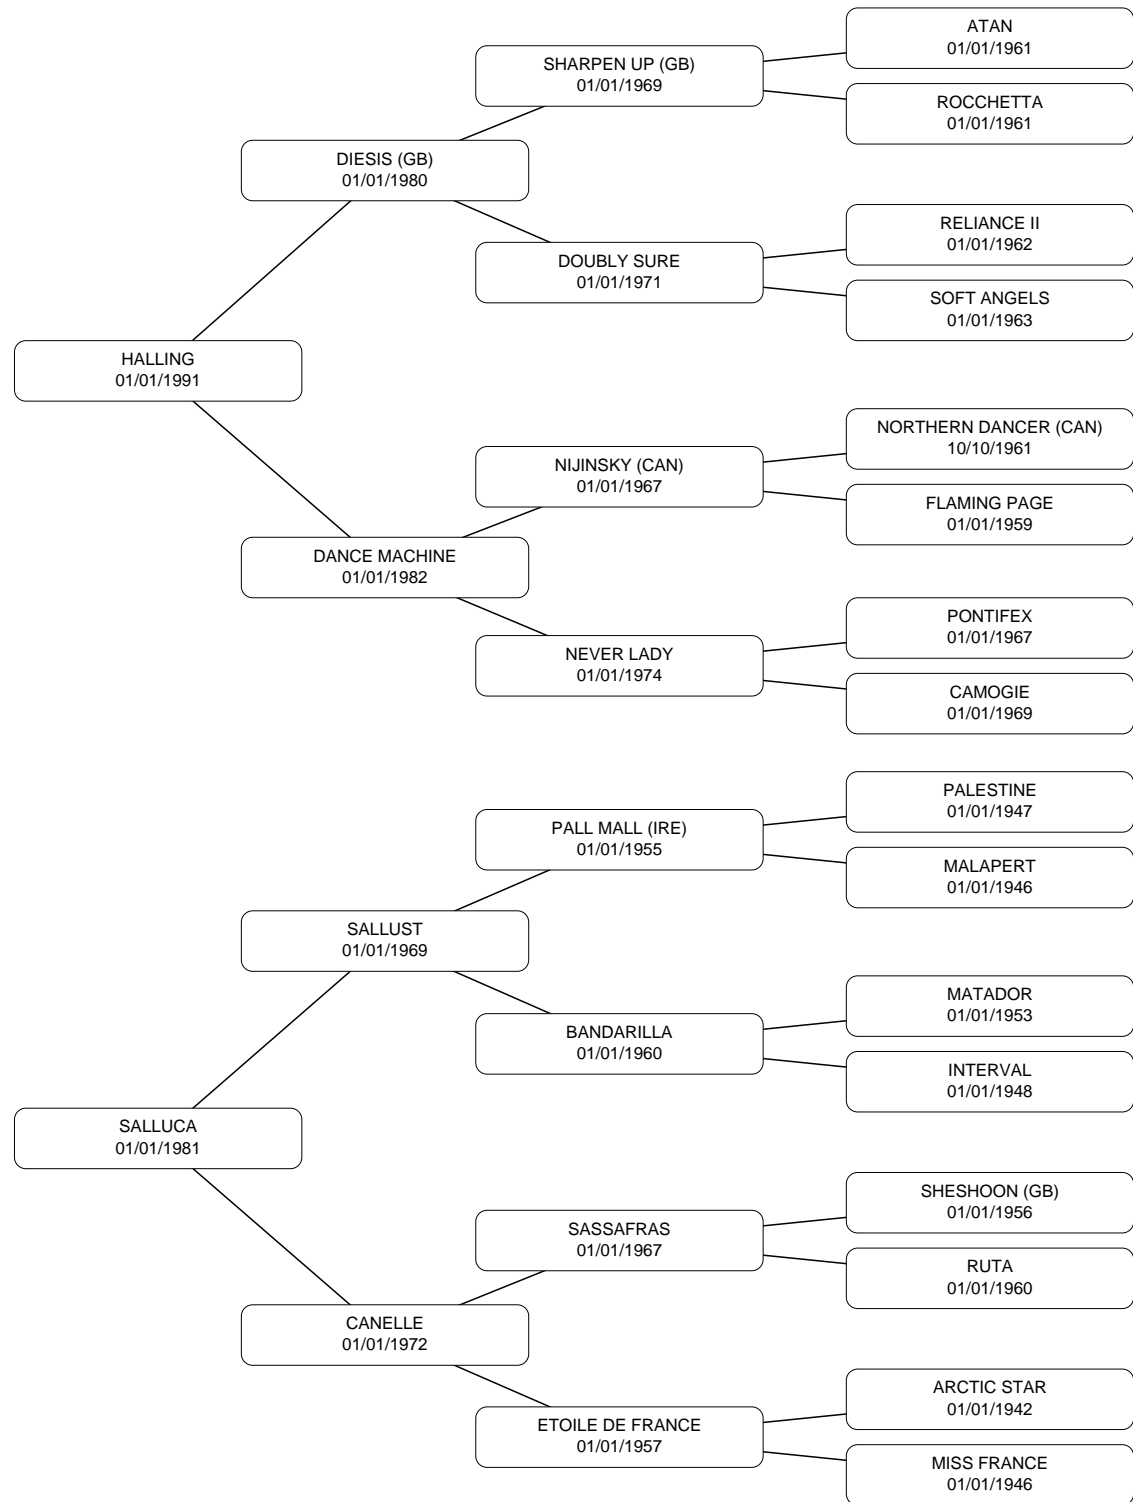 ATAN
01/01/1961
SHARPEN UP (GB)
01/01/1969
ROCCHETTA
01/01/1961
DIESIS (GB)
01/01/1980
RELIANCE II
01/01/1962
DOUBLY SURE
01/01/1971
SOFT ANGELS
01/01/1963
HALLING
01/01/1991
NORTHERN DANCER (CAN)
10/10/1961
NIJINSKY (CAN)
01/01/1967
FLAMING PAGE
01/01/1959
DANCE MACHINE
01/01/1982
PONTIFEX
01/01/1967
NEVER LADY
01/01/1974
CAMOGIE
01/01/1969
PALESTINE
01/01/1947
PALL MALL (IRE)
01/01/1955
MALAPERT
01/01/1946
SALLUST
01/01/1969
MATADOR
01/01/1953
BANDARILLA
01/01/1960
INTERVAL
01/01/1948
SALLUCA
01/01/1981
SHESHOON (GB)
01/01/1956
SASSAFRAS
01/01/1967
RUTA
01/01/1960
CANELLE
01/01/1972
ARCTIC STAR
01/01/1942
ETOILE DE FRANCE
01/01/1957
MISS FRANCE
01/01/1946